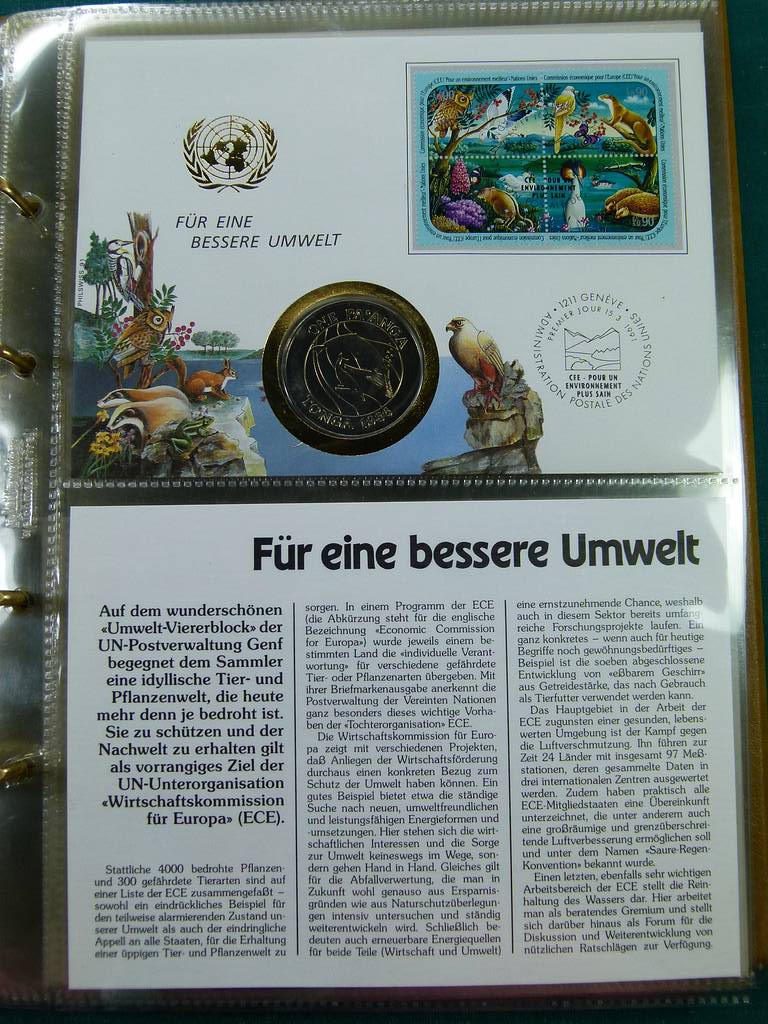 Commission économique pour l'Europe (CEE) Pour un environnement meilleur
Nations Unies
CEE - POUR UN
ENVIRONNEMENT
PLUS SAIN
FÜR EINE
BESSERE UMWELT
PHILSWISS 91
ONE PA'ANGA
TONGA
ADMINISTRATION POSTALE DES NATIONS UNIES
1211 GENÈVE
PREMIER JOUR 15.3.1991
CEE - POUR UN
ENVIRONNEMENT
PLUS SAIN
Für eine bessere Umwelt
Auf dem wunderschönen
«Umwelt-Viererblock» der
UN-Postverwaltung Genf
begegnet dem Sammler
eine idyllische Tier- und
Pflanzenwelt, die heute
mehr denn je bedroht ist.
Sie zu schützen und der
Nachwelt zu erhalten gilt
als vorrangiges Ziel der
UN-Unterorganisation
«Wirtschaftskommission
für Europa» (ECE).
Stattliche 4000 bedrohte Pflanzen-
und 300 gefährdete Tierarten sind auf
einer Liste der ECE zusammengefaßt –
sowohl ein eindrückliches Beispiel für
den teilweise alarmierenden Zustand un-
serer Umwelt als auch der eindringliche
Appell an alle Staaten, für die Erhaltung
einer üppigen Tier- und Pflanzenwelt zu
sorgen. In einem Programm der ECE
(die Abkürzung steht für die englische
Bezeichnung «Economic Commission
for Europa») wurde jeweils einem be-
stimmten Land die «individuelle Verant-
wortung» für verschiedene gefährdete
Tier- oder Pflanzenarten übergeben. Mit
ihrer Briefmarkenausgabe anerkennt die
Postverwaltung der Vereinten Nationen
ganz besonders dieses wichtige Vorha-
ben der «Tochterorganisation» ECE.
Die Wirtschaftskommission für Euro-
pa zeigt mit verschiedenen Projekten,
daß Anliegen der Wirtschaftsförderung
durchaus einen konkreten Bezug zum
Schutz der Umwelt haben können. Ein
gutes Beispiel bietet etwa die ständige
Suche nach neuen, umweltfreundlichen
und leistungsfähigen Energieformen und
-umsetzungen. Hier stehen sich die wirt-
schaftlichen Interessen und die Sorge
zur Umwelt keineswegs im Wege, son-
dern gehen Hand in Hand. Gleiches gilt
für die Abfallverwertung, die man in
Zukunft wohl genauso aus Ersparnis-
gründen wie aus Naturschutzüberlegun-
gen intensiv untersuchen und ständig
weiterentwickeln wird. Schließlich be-
deuten auch erneuerbare Energiequellen
für beide Teile (Wirtschaft und Umwelt)
eine ernstzunehmende Chance, weshalb
auch in diesem Sektor bereits umfang-
reiche Forschungsprojekte laufen. Ein
ganz konkretes – wenn auch für heutige
Begriffe noch gewöhnungsbedürftiges –
Beispiel ist die soeben abgeschlossene
Entwicklung von «eßbarem Geschirr»
aus Getreidestärke, das nach Gebrauch
als Tierfutter verwendet werden kann.
Das Hauptgebiet in der Arbeit der
ECE zugunsten einer gesunden, lebens-
werten Umgebung ist der Kampf gegen
die Luftverschmutzung. Ihn führen zur
Zeit 24 Länder mit insgesamt 97 Meß-
stationen, deren gesammelte Daten in
drei internationalen Zentren ausgewertet
werden. Zudem haben praktisch alle
ECE-Mitgliedstaaten eine Übereinkunft
unterzeichnet, die unter anderem auch
eine großräumige und grenzüberschrei-
tende Luftverbesserung ermöglichen soll
und unter dem Namen «Saure-Regen-
Konvention» bekannt wurde.
Einen letzten, ebenfalls sehr wichtigen
Arbeitsbereich der ECE stellt die Rein-
haltung des Wassers dar. Hier arbeitet
man als beratendes Gremium und stellt
sich darüber hinaus als Forum für die
Diskussion und Weiterentwicklung von
nützlichen Ratschlägen zur Verfügung.